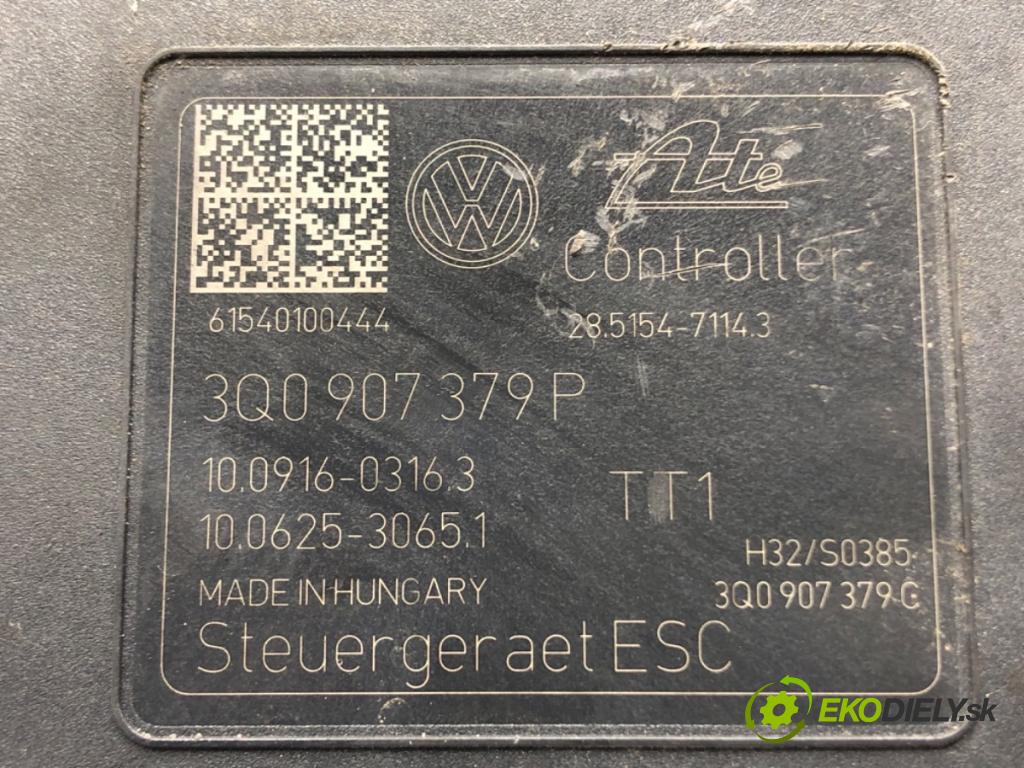 Ate
Controller
61540100444
28.5154-7114.3
3Q0 907 379 P
10.0916-0316.3
TT1
10.0625-3065.1
H32/S0385
MADE IN HUNGARY
3Q0 907 379 G
Steuergeraet ESC
EKODIELY.sk